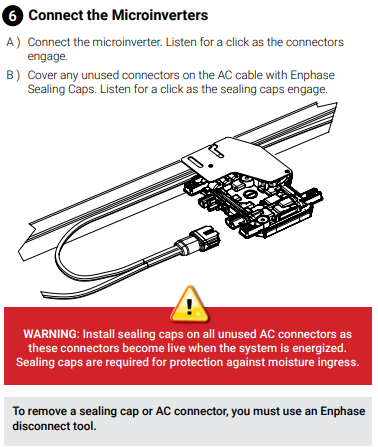 6 Connect the Microinverters
A ) Connect the microinverter. Listen for a click as the connectors
engage.
B ) Cover any unused connectors on the AC cable with Enphase
Sealing Caps. Listen for a click as the sealing caps engage.
WARNING: Install sealing caps on all unused AC connectors as
these connectors become live when the system is energized.
Sealing caps are required for protection against moisture ingress.
To remove a sealing cap or AC connector, you must use an Enphase
disconnect tool.